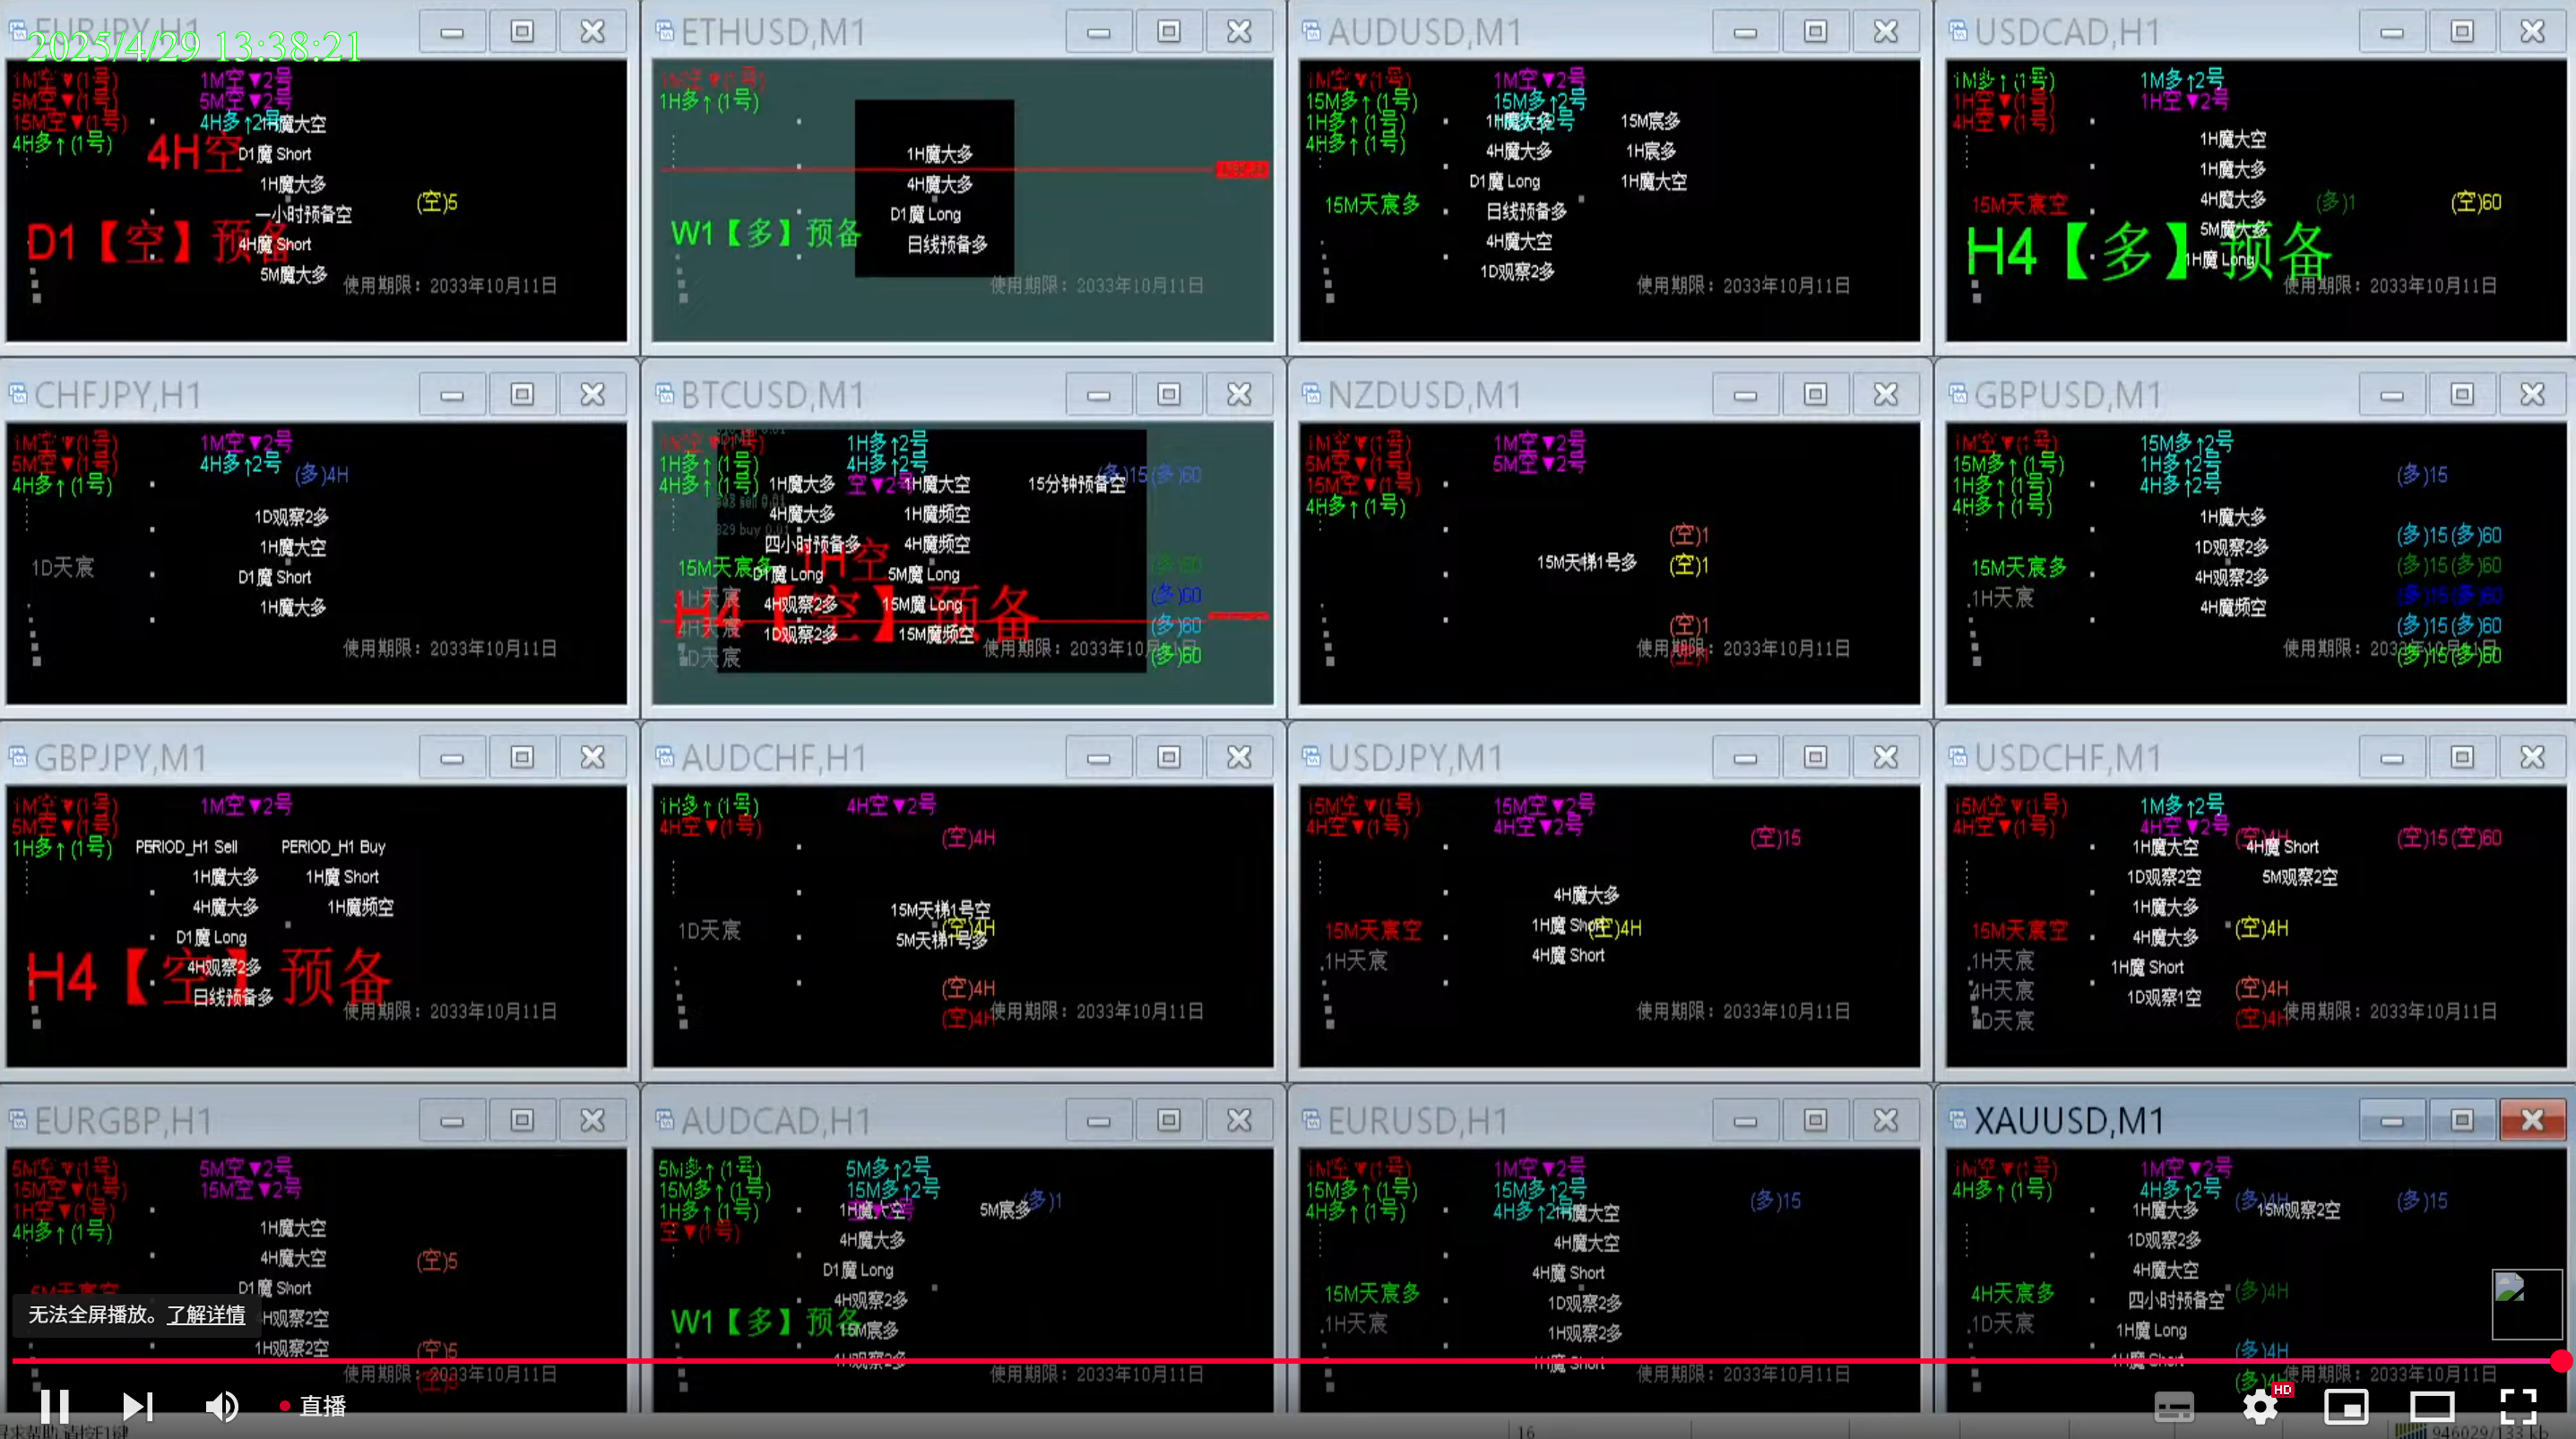 2025/4/29 13:38:21
EURJPY,H1
1M空▼(1号)
5M空▼(1号)
15M空▼(1号)
4H多↑(1号)
1M空▼2号
5M空▼2号
4H多↑2号
1H魔大空
4H空
D1魔 Short
1H魔大多
一小时预备空
(空)5
D1【空】预备
4H魔 Short
5M魔大多
使用期限：2033年10月11日
ETHUSD,M1
1M空▼(1号)
1H多↑(1号)
1H魔大多
4H魔大多
D1魔 Long
W1【多】预备
日线预备多
使用期限：2033年10月11日
AUDUSD,M1
1M空▼(1号)
15M多↑(1号)
1H多↑(1号)
4H多↑(1号)
1M空▼2号
15M多↑2号
1H魔大多
15M宸多
4H魔大多
1H宸多
D1魔 Long
1H魔大空
15M天宸多
日线预备多
4H魔大空
1D观察2多
使用期限：2033年10月11日
USDCAD,H1
1M多↑(1号)
1H空▼(1号)
4H空▼(1号)
1M多↑2号
1H空▼2号
1H魔大空
1H魔大多
4H魔大多
15M天宸空
(多)1
(空)60
5M魔大多
H4【多】预备
1H魔 Long
使用期限：2033年10月11日
CHFJPY,H1
1M空▼(1号)
5M空▼(1号)
4H多↑(1号)
1M空▼2号
4H多↑2号
(多)4H
1D观察2多
1H魔大空
1D天宸
D1魔 Short
1H魔大多
使用期限：2033年10月11日
BTCUSD,M1
1H多↑(1号)
4H多↑(1号)
1H多↑2号
4H多↑2号
空▼2号
(多)15(多)60
1H魔大多
1H魔大空
15分钟预备空
4H魔大多
1H魔频空
829 buy 0.01
四小时预备多
4H魔频空
1H空
15M天宸多
D1魔 Long
5M魔 Long
(多)60
1H天宸
4H观察2多
15M魔 Long
(多)60
H4【空】预备
4H天宸
1D观察2多
15M魔频空
(多)60
1D天宸
使用期限：2033年10月11日
(多)60
NZDUSD,M1
1M空▼(1号)
5M空▼(1号)
15M空▼(1号)
4H多↑(1号)
1M空▼2号
5M空▼2号
(空)1
15M天梯1号多
(空)1
(空)1
使用期限：2033年10月11日
GBPUSD,M1
1M空▼(1号)
15M多↑(1号)
1H多↑(1号)
4H多↑(1号)
15M多↑2号
1H多↑2号
4H多↑2号
(多)15
1H魔大多
(多)15(多)60
1D观察2多
15M天宸多
(多)15(多)60
4H观察2多
1H天宸
(多)15(多)60
4H魔频空
(多)15(多)60
使用期限：2033年10月11日
(多)15(多)60
GBPJPY,M1
1M空▼(1号)
5M空▼(1号)
1H多↑(1号)
1M空▼2号
PERIOD_H1 Sell
PERIOD_H1 Buy
1H魔大多
1H魔 Short
4H魔大多
1H魔频空
D1魔 Long
H4【空】预备
4H观察2多
日线预备多
使用期限：2033年10月11日
AUDCHF,H1
1H多↑(1号)
4H空▼(1号)
4H空▼2号
(空)4H
15M天梯1号空
1D天宸
(空)4H
5M天梯1号多
(空)4H
(空)4H
使用期限：2033年10月11日
USDJPY,M1
15M空▼(1号)
4H空▼(1号)
15M空▼2号
4H空▼2号
(空)15
4H魔大多
15M天宸空
1H魔 Short
(空)4H
1H天宸
4H魔 Short
使用期限：2033年10月11日
USDCHF,M1
15M空▼(1号)
4H空▼(1号)
1M多↑2号
4H空▼2号
(空)4H
(空)15(空)60
1H魔大空
4H魔 Short
1D观察2空
5M观察2空
1H魔大多
15M天宸空
4H魔大多
(空)4H
1H天宸
1H魔 Short
4H天宸
1D观察1空
(空)4H
1D天宸
(空)4H
使用期限：2033年10月11日
EURGBP,H1
5M空▼(1号)
15M空▼(1号)
1H空▼(1号)
4H多↑(1号)
5M空▼2号
15M空▼2号
1H魔大空
4H魔大空
(空)5
D1魔 Short
5M天宸空
4H观察2空
1H观察2空
(空)5
使用期限：2033年10月11日
AUDCAD,H1
5M多↑(1号)
15M多↑(1号)
1H多↑(1号)
空▼(1号)
5M多↑2号
15M多↑2号
1H魔大空
5M宸多
(多)1
4H魔大多
D1魔 Long
4H观察2多
W1【多】预备
15M宸多
1H观察2多
使用期限：2033年10月11日
EURUSD,H1
1M空▼(1号)
15M多↑(1号)
4H多↑(1号)
1M空▼2号
15M多↑2号
4H多↑2号
(多)15
1H魔大空
4H魔大空
4H魔 Short
15M天宸多
1D观察2多
1H天宸
1H观察2多
1H魔 Short
使用期限：2033年10月11日
XAUUSD,M1
1M空▼(1号)
4H多↑(1号)
1M空▼2号
4H多↑2号
(多)4H
(多)15
1H魔大多
15M观察2空
1D观察2多
4H魔大空
4H天宸多
四小时预备空
(多)4H
1D天宸
1H魔 Long
(多)4H
1H魔 Short
(多)4H
使用期限：2033年10月11日
无法全屏播放。了解详情
直播
HD
寻求帮助,请按F1键
16
946029/133 kb